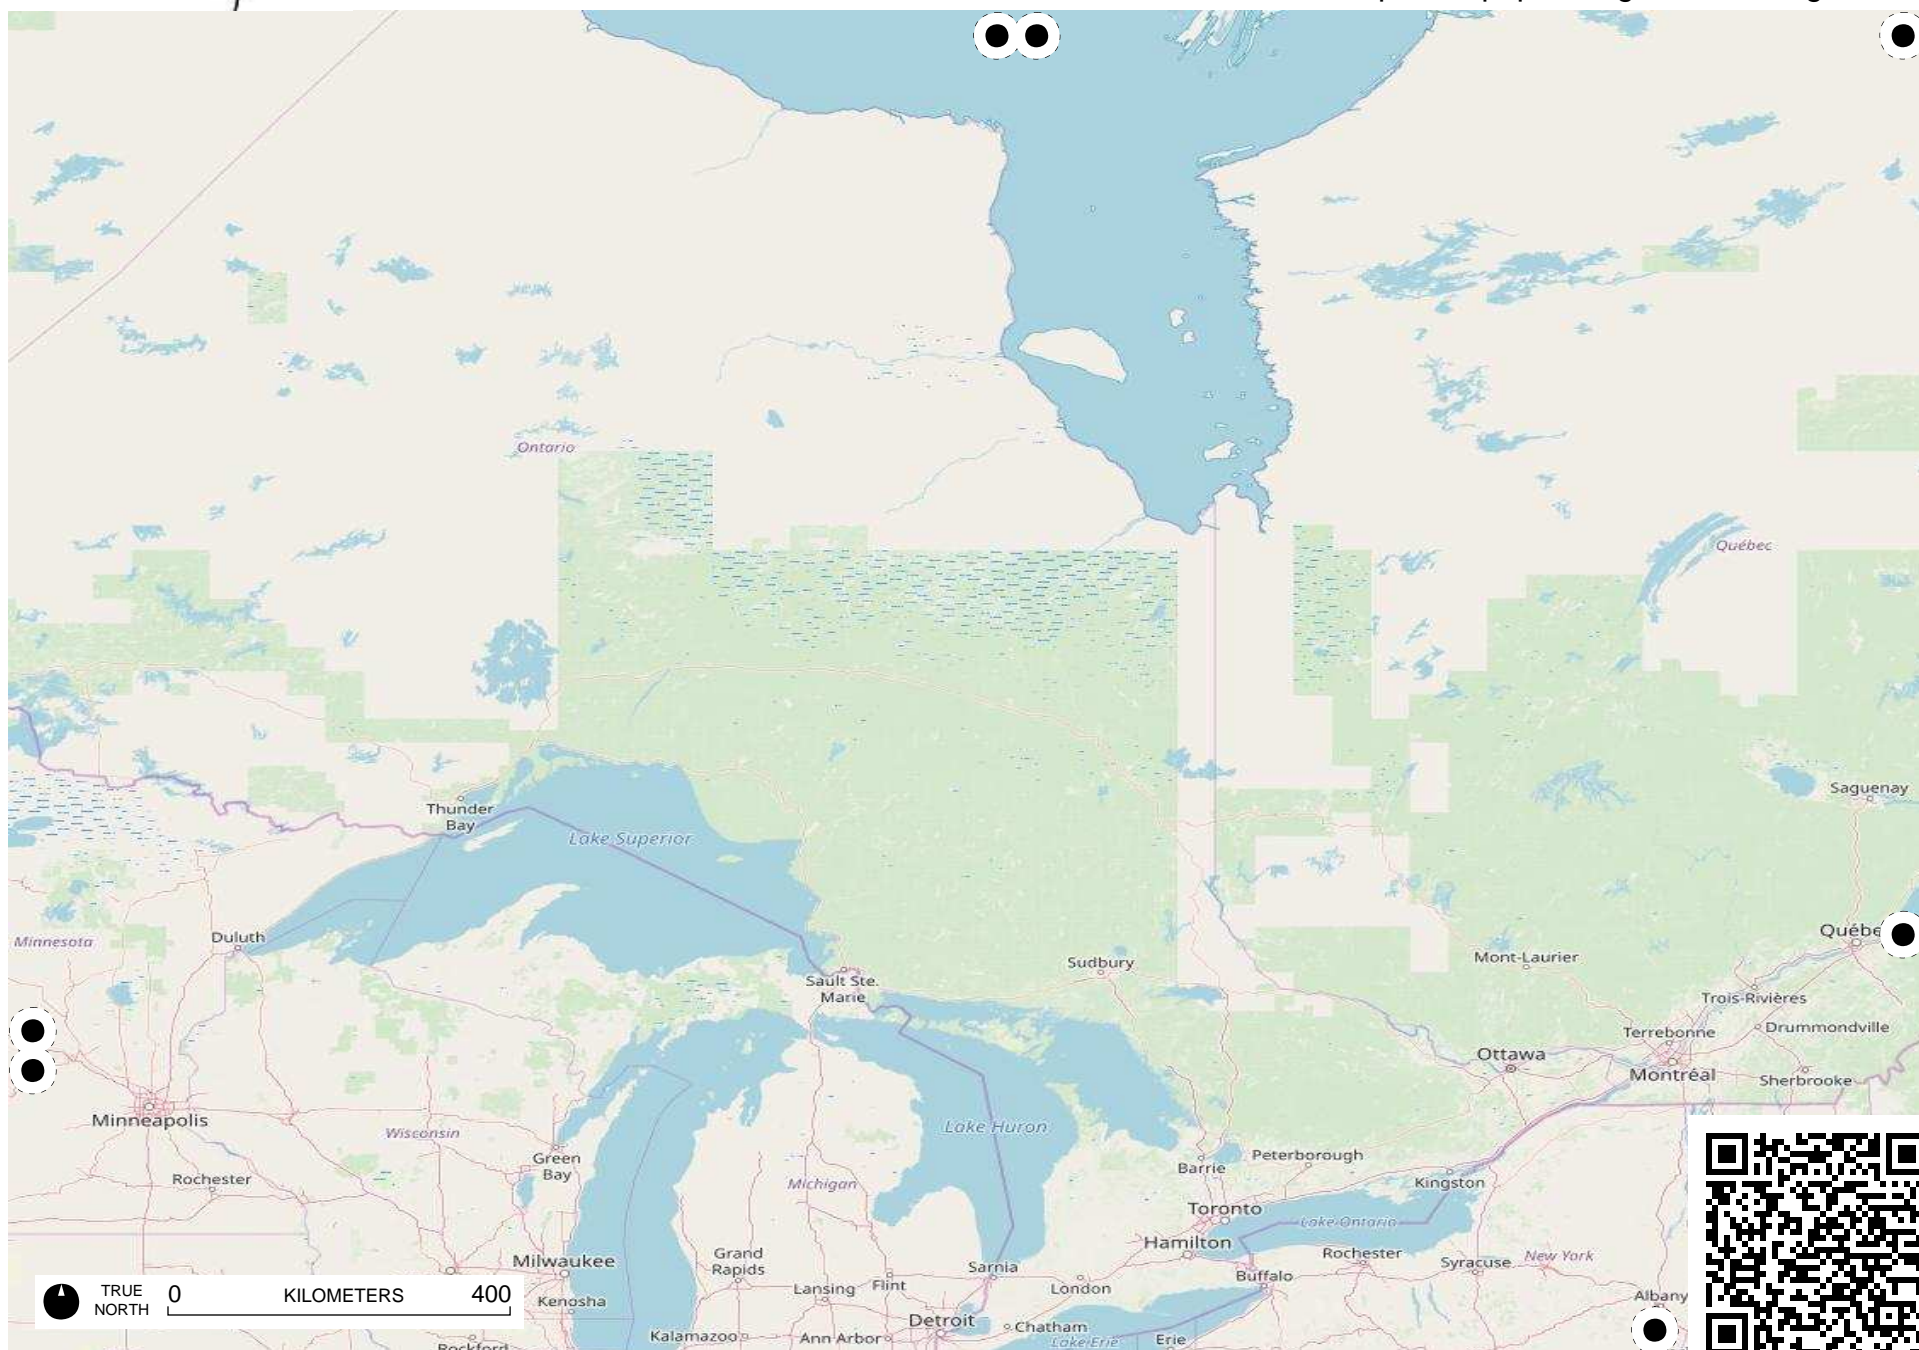 Ontario
Québec
Thunder
Bay
Lake Superior
Saguenay
Minnesota
Duluth
Sudbury
Mont-Laurier
Sault Ste.
Marie
Trois-Rivières
Terrebonne
Drummondville
Ottawa
Montréal
Sherbrooke
Minneapolis
Wisconsin
Lake Huron
Green
Bay
Rochester
Michigan
Barrie
Peterborough
Kingston
Toronto
Lake Ontario
Hamilton
Milwaukee
Grand
Rapids
Sarnia
Rochester
Syracuse
New York
Lansing
Flint
London
Buffalo
Albany
TRUE
NORTH
0 KILOMETERS 400
Kenosha
Detroit
Chatham
Kalamazoo
Ann Arbor
Lake Erie
Erie